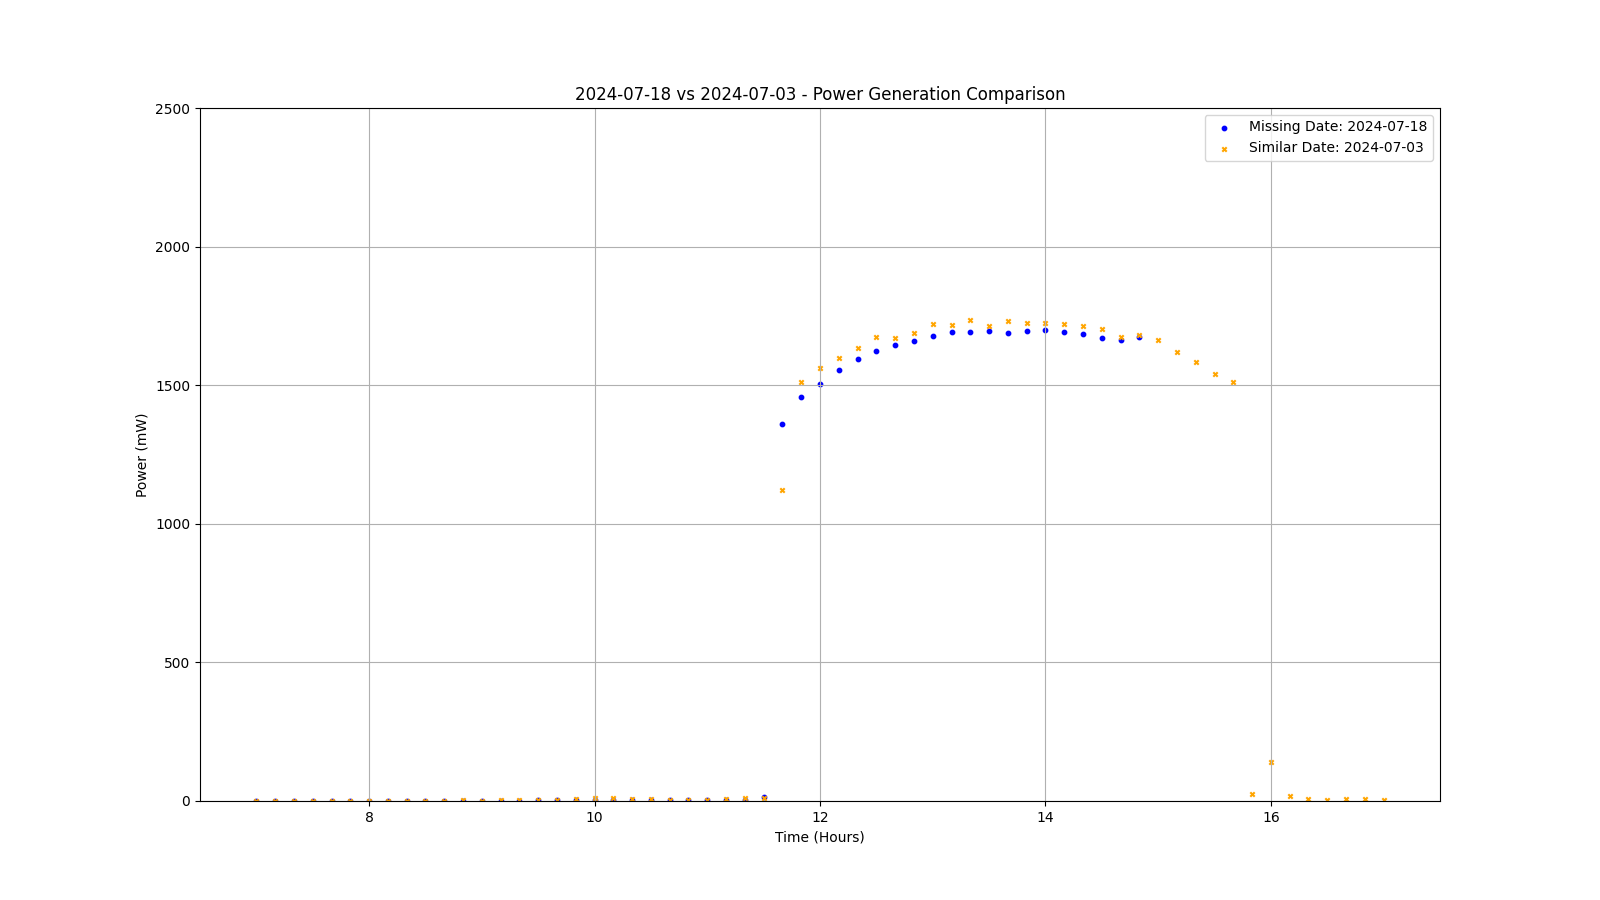 2024-07-18 vs 2024-07-03 - Power Generation Comparison
Missing Date: 2024-07-18
Similar Date: 2024-07-03
2500
2000
1500
1000
500
0
Power (mW)
8 10 12 14 16
Time (Hours)